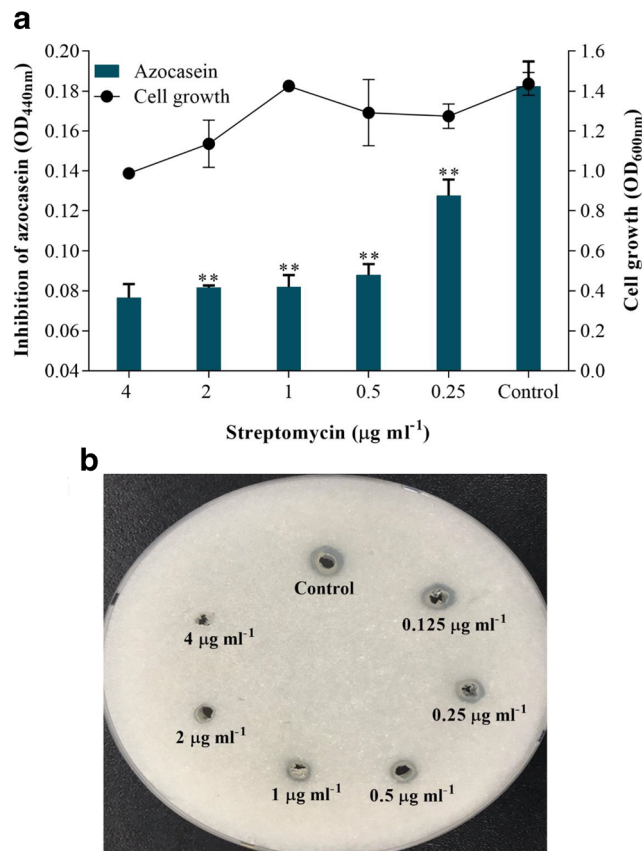 a
Inhibition of azocasein (OD440nm)
0.20
0.18
0.16
0.14
0.12
0.10
0.08
0.06
0.04
Azocasein
Cell growth
**
**
**
**
1.6
1.4
1.2
1.0
0.8
0.6
0.4
0.2
0.0
Cell growth (OD600nm)
4 2 1 0.5 0.25 Control
Streptomycin (µg ml-1)
b
Control
0.125 µg ml-1
4 µg ml-1
0.25 µg ml-1
2 µg ml-1
1 µg ml-1
0.5 µg ml-1